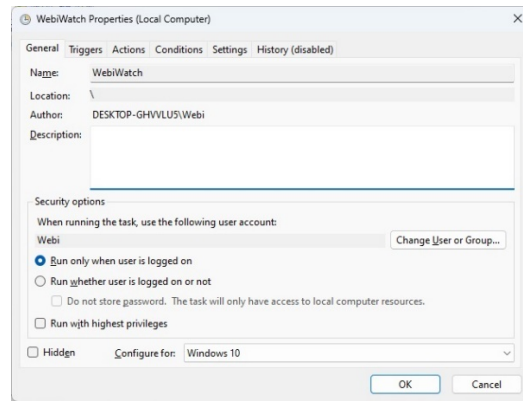 WebiWatch Properties (Local Computer)
General Triggers Actions Conditions Settings History (disabled)
Name: WebiWatch
Location: \
Author: DESKTOP-GHVVLU5\Webi
Description:
Security options
When running the task, use the following user account:
Webi Change User or Group...
Run only when user is logged on
Run whether user is logged on or not
Do not store password. The task will only have access to local computer resources.
Run with highest privileges
Hidden Configure for: Windows 10
OK Cancel